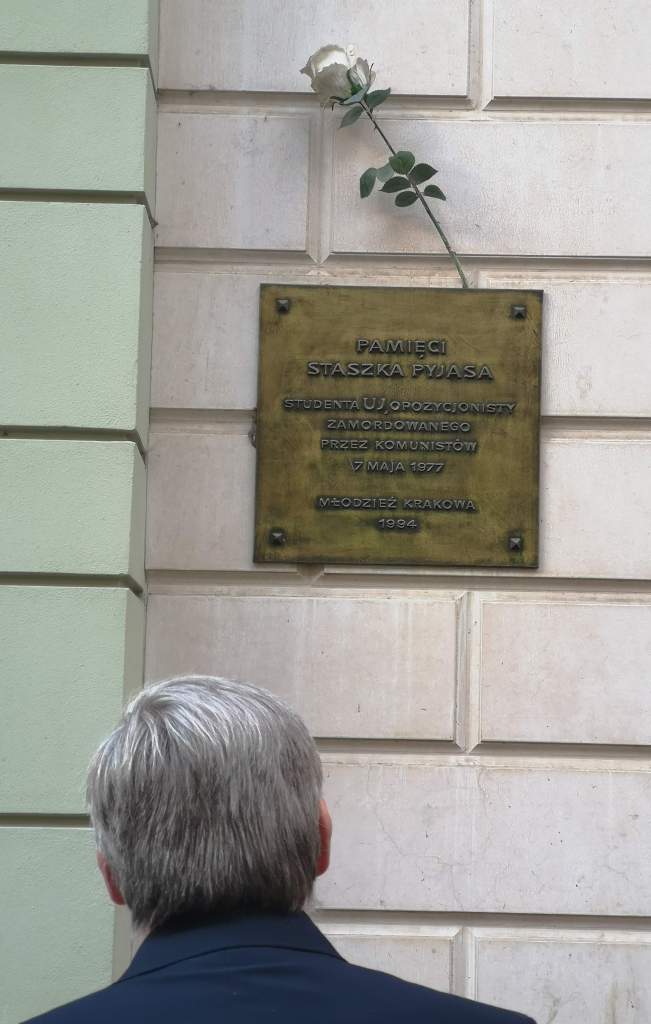 PAMIĘCI
STASZKA PYJASA
STUDENTA UJ, OPOZYCJONISTY
ZAMORDOWANEGO
PRZEZ KOMUNISTÓW
7 MAJA 1977
MŁODZIEŻ KRAKOWA
1994